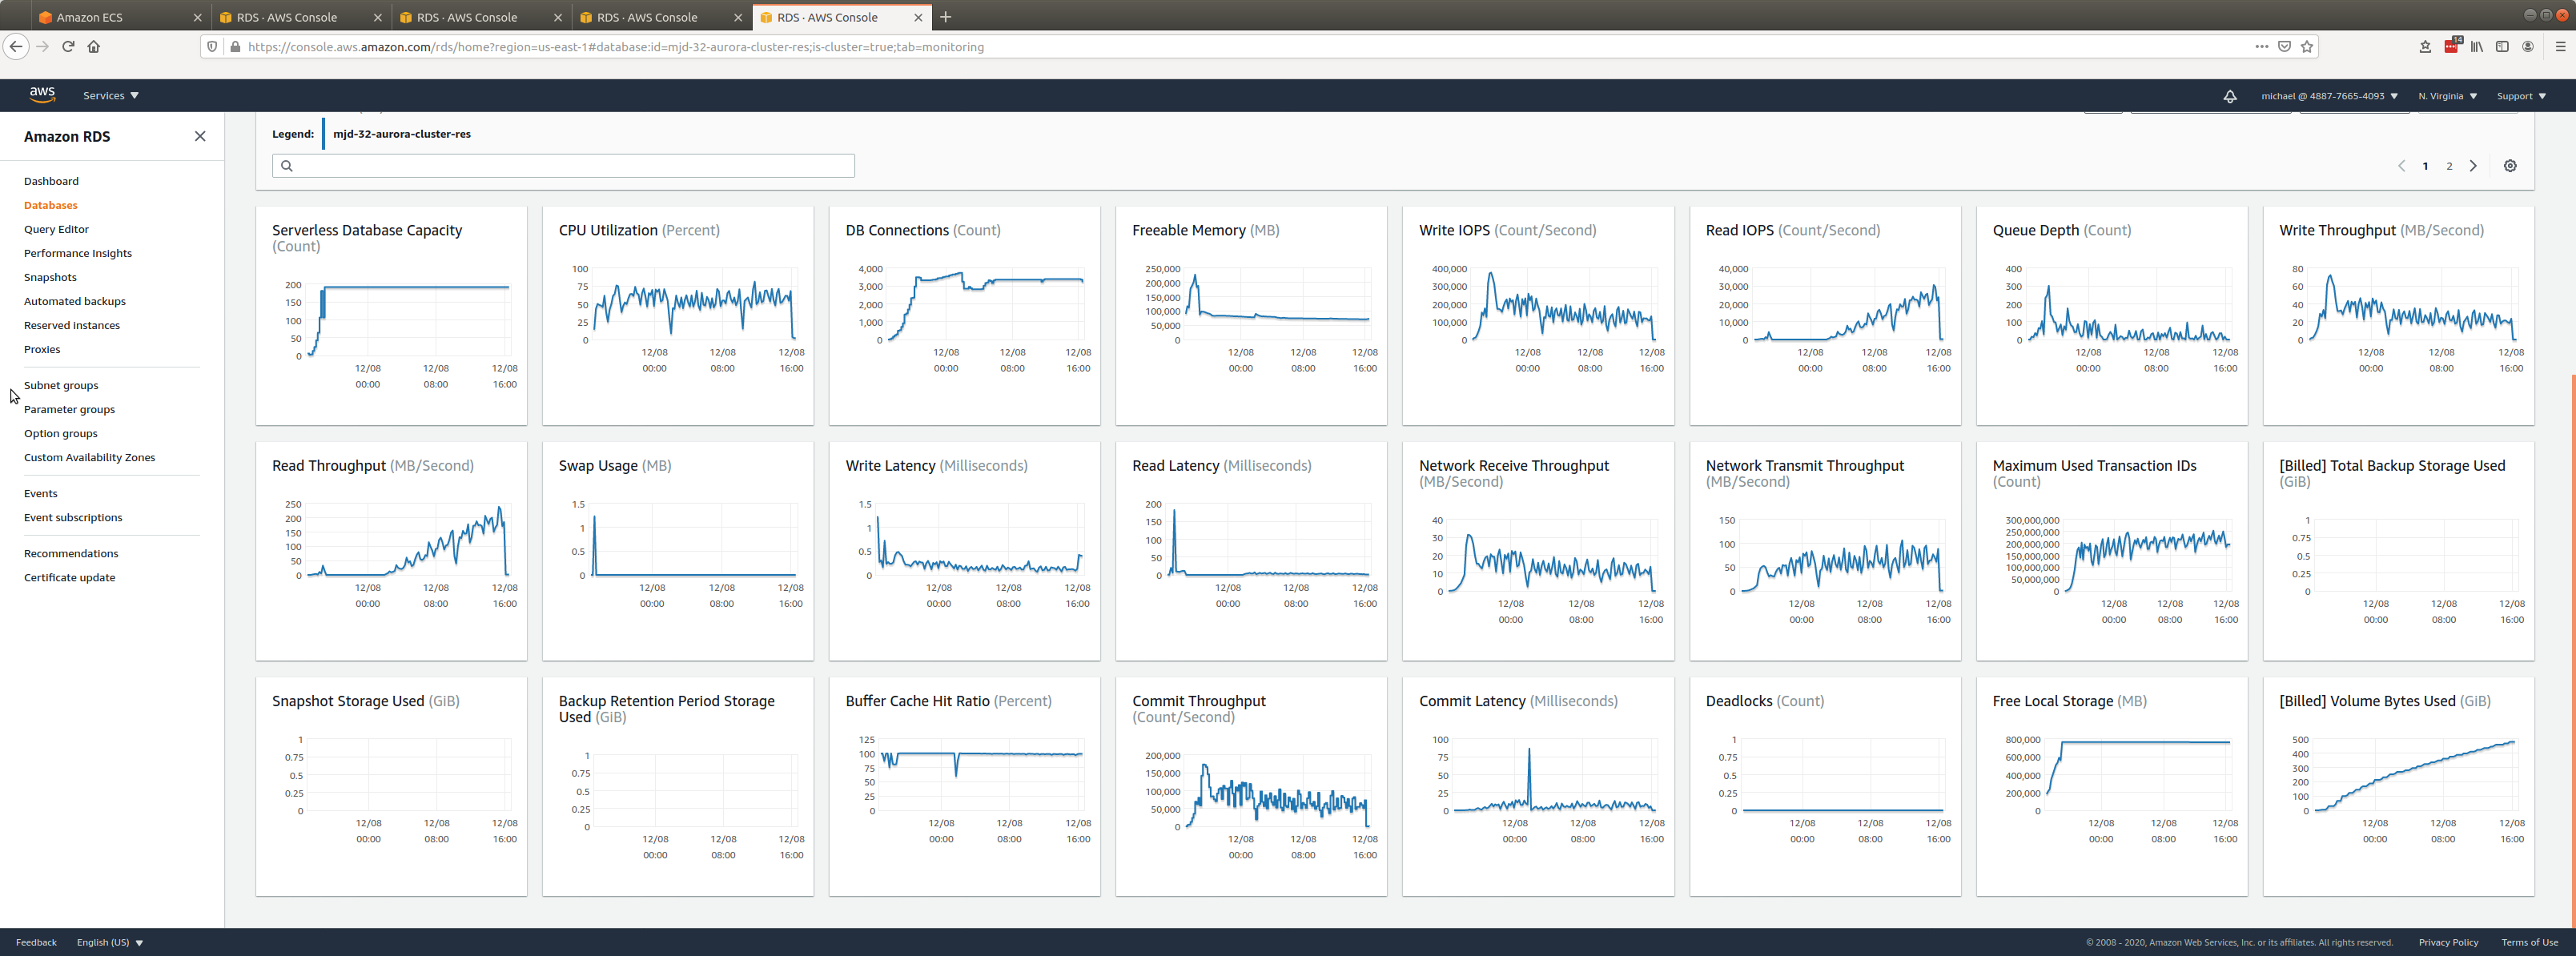 Amazon ECS
RDS · AWS Console
RDS · AWS Console
RDS · AWS Console
RDS · AWS Console
https://console.aws.amazon.com/rds/home?region=us-east-1#database:id=mjd-32-aurora-cluster-res;is-cluster=true;tab=monitoring
14
aws
Services
michael @ 4887-7665-4093
N. Virginia
Support
Amazon RDS
Dashboard
Databases
Query Editor
Performance Insights
Snapshots
Automated backups
Reserved instances
Proxies
Subnet groups
Parameter groups
Option groups
Custom Availability Zones
Events
Event subscriptions
Recommendations
Certificate update
Legend: mjd-32-aurora-cluster-res
1 2
Serverless Database Capacity
(Count)
200
150
100
50
0
12/08 12/08 12/08
00:00 08:00 16:00
CPU Utilization (Percent)
100
75
50
25
0
12/08 12/08 12/08
00:00 08:00 16:00
DB Connections (Count)
4,000
3,000
2,000
1,000
0
12/08 12/08 12/08
00:00 08:00 16:00
Freeable Memory (MB)
250,000
200,000
150,000
100,000
50,000
0
12/08 12/08 12/08
00:00 08:00 16:00
Write IOPS (Count/Second)
400,000
300,000
200,000
100,000
0
12/08 12/08 12/08
00:00 08:00 16:00
Read IOPS (Count/Second)
40,000
30,000
20,000
10,000
0
12/08 12/08 12/08
00:00 08:00 16:00
Queue Depth (Count)
400
300
200
100
0
12/08 12/08 12/08
00:00 08:00 16:00
Write Throughput (MB/Second)
80
60
40
20
0
12/08 12/08 12/08
00:00 08:00 16:00
Read Throughput (MB/Second)
250
200
150
100
50
0
12/08 12/08 12/08
00:00 08:00 16:00
Swap Usage (MB)
1.5
1
0.5
0
12/08 12/08 12/08
00:00 08:00 16:00
Write Latency (Milliseconds)
1.5
1
0.5
0
12/08 12/08 12/08
00:00 08:00 16:00
Read Latency (Milliseconds)
200
150
100
50
0
12/08 12/08 12/08
00:00 08:00 16:00
Network Receive Throughput
(MB/Second)
40
30
20
10
0
12/08 12/08 12/08
00:00 08:00 16:00
Network Transmit Throughput
(MB/Second)
150
100
50
0
12/08 12/08 12/08
00:00 08:00 16:00
Maximum Used Transaction IDs
(Count)
300,000,000
250,000,000
200,000,000
150,000,000
100,000,000
50,000,000
0
12/08 12/08 12/08
00:00 08:00 16:00
[Billed] Total Backup Storage Used
(GiB)
1
0.75
0.5
0.25
0
12/08 12/08 12/08
00:00 08:00 16:00
Snapshot Storage Used (GiB)
1
0.75
0.5
0.25
0
12/08 12/08 12/08
00:00 08:00 16:00
Backup Retention Period Storage
Used (GiB)
1
0.75
0.5
0.25
0
12/08 12/08 12/08
00:00 08:00 16:00
Buffer Cache Hit Ratio (Percent)
125
100
75
50
25
0
12/08 12/08 12/08
00:00 08:00 16:00
Commit Throughput
(Count/Second)
200,000
150,000
100,000
50,000
0
12/08 12/08 12/08
00:00 08:00 16:00
Commit Latency (Milliseconds)
100
75
50
25
0
12/08 12/08 12/08
00:00 08:00 16:00
Deadlocks (Count)
1
0.75
0.5
0.25
0
12/08 12/08 12/08
00:00 08:00 16:00
Free Local Storage (MB)
800,000
600,000
400,000
200,000
0
12/08 12/08 12/08
00:00 08:00 16:00
[Billed] Volume Bytes Used (GiB)
500
400
300
200
100
0
12/08 12/08 12/08
00:00 08:00 16:00
Feedback
English (US)
© 2008 - 2020, Amazon Web Services, Inc. or its affiliates. All rights reserved.
Privacy Policy
Terms of Use